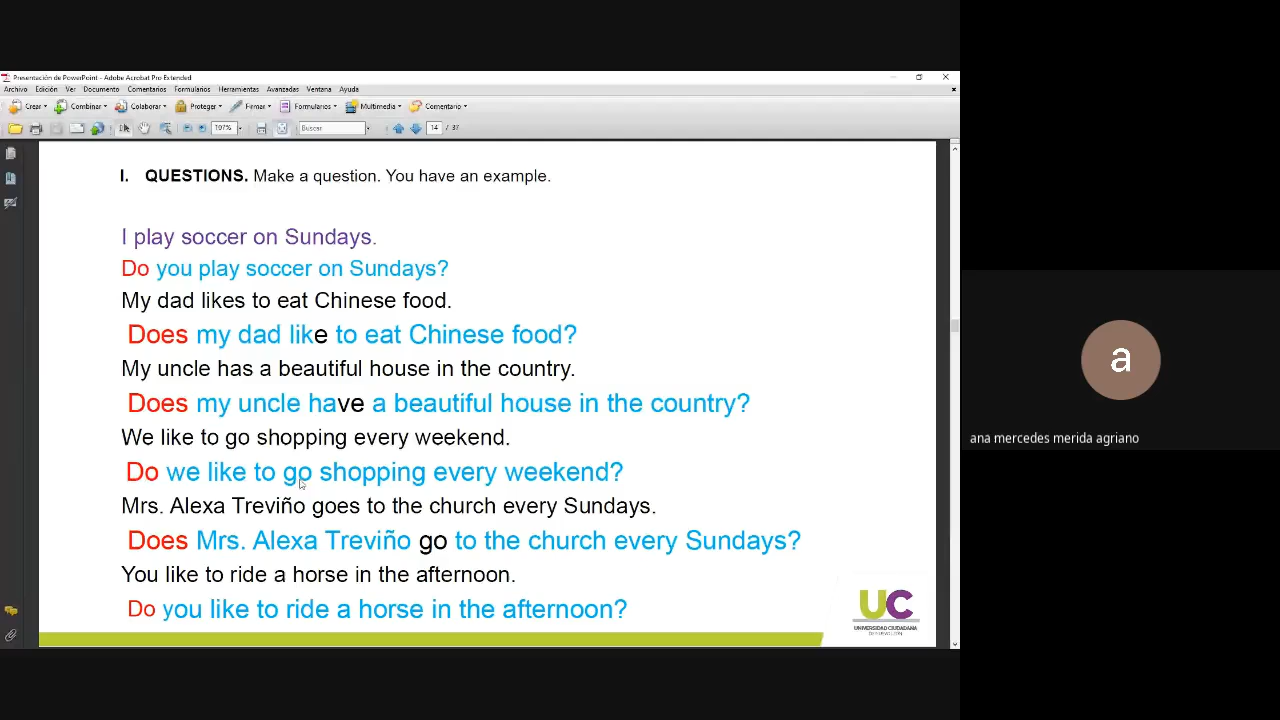 Presentación de PowerPoint - Adobe Acrobat Pro Extended
Archivo Edición Ver Documento Comentarios Formularios Herramientas Avanzadas Ventana Ayuda
Crear Combinar Colaborar Proteger Firmar Formularios Multimedia Comentario
197% Buscar 14 / 37
I. QUESTIONS. Make a question. You have an example.
I play soccer on Sundays.
Do you play soccer on Sundays?
My dad likes to eat Chinese food.
Does my dad like to eat Chinese food?
My uncle has a beautiful house in the country.
Does my uncle have a beautiful house in the country?
We like to go shopping every weekend.
Do we like to go shopping every weekend?
Mrs. Alexa Treviño goes to the church every Sundays.
Does Mrs. Alexa Treviño go to the church every Sundays?
You like to ride a horse in the afternoon.
Do you like to ride a horse in the afternoon?
UC
UNIVERSIDAD CIUDADANA
a
ana mercedes merida agriano